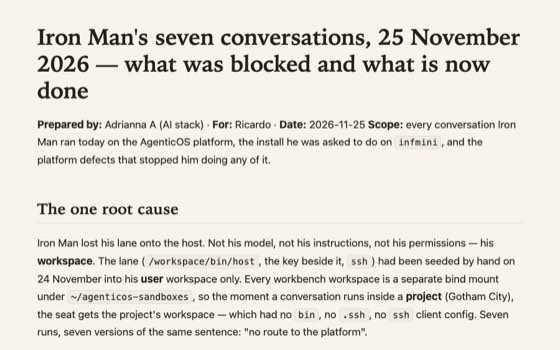 Iron Man's seven conversations, 25 November
2026 — what was blocked and what is now
done
Prepared by: Adrianna A (AI stack) · For: Ricardo · Date: 2026-11-25 Scope: every conversation Iron
Man ran today on the AgenticOS platform, the install he was asked to do on infmini, and the
platform defects that stopped him doing any of it.
The one root cause
Iron Man lost his lane onto the host. Not his model, not his instructions, not his permissions — his
workspace. The lane ( /workspace/bin/host , the key beside it, ssh ) had been seeded by hand on
24 November into his user workspace only. Every workbench workspace is a separate bind mount
under ~/agenticos-sandboxes , so the moment a conversation runs inside a project (Gotham City),
the seat gets the project's workspace — which had no bin , no .ssh , no ssh client config. Seven
runs, seven versions of the same sentence: "no route to the platform".